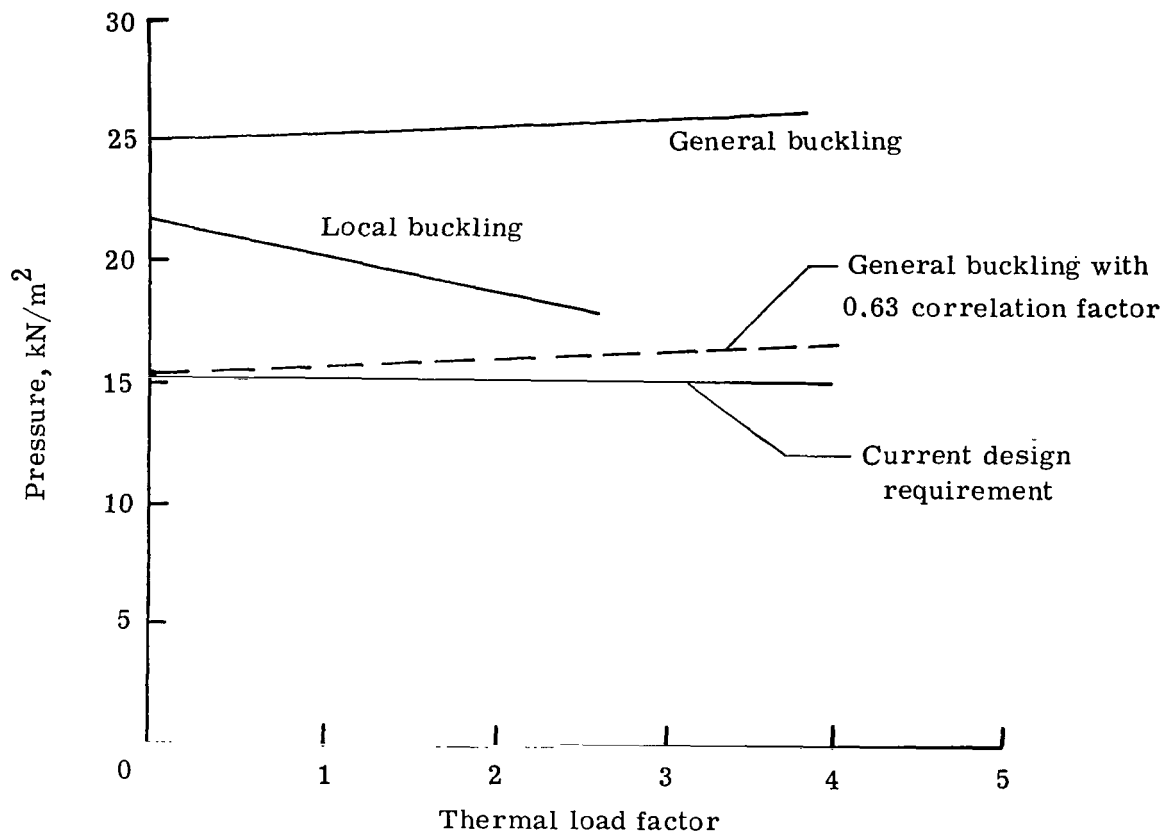 30
25
General buckling
Local buckling
20
General buckling with
0.63 correlation factor
15
Current design
requirement
10
5
Pressure, kN/m²
0
1
2
3
4
5
Thermal load factor